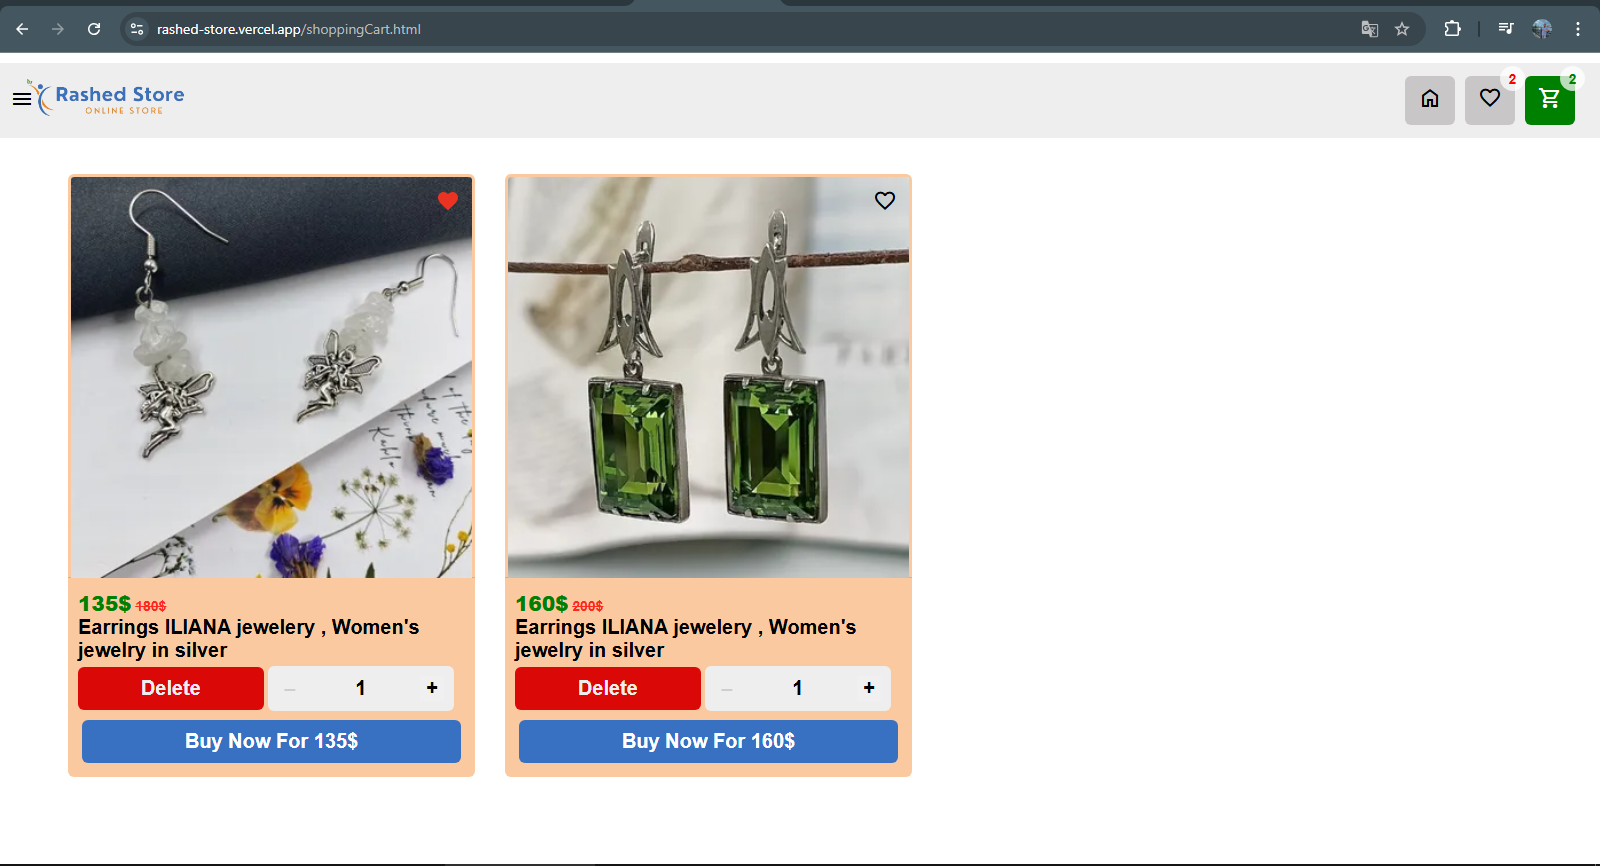 rashed-store.vercel.app/shoppingCart.html
Rashed Store
ONLINE STORE
2
2
135$ 180$
Earrings ILIANA jewelery , Women's
jewelry in silver
Delete – 1 +
Buy Now For 135$
160$ 200$
Earrings ILIANA jewelery , Women's
jewelry in silver
Delete – 1 +
Buy Now For 160$